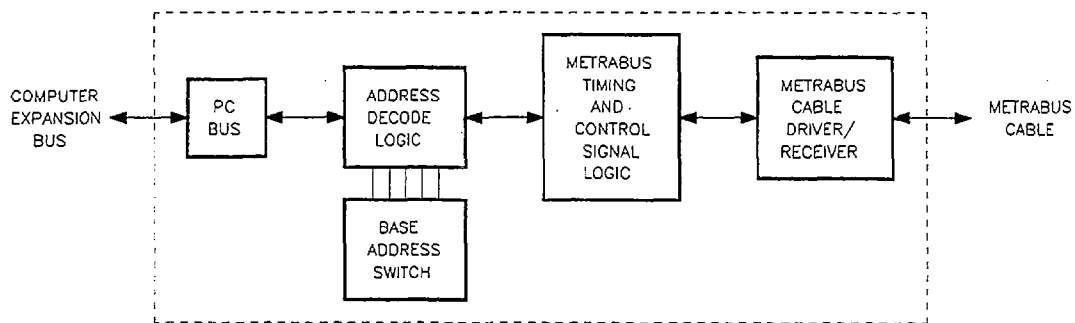 COMPUTER
EXPANSION
BUS
PC
BUS
ADDRESS
DECODE
LOGIC
BASE
ADDRESS
SWITCH
METRABUS
TIMING
AND
CONTROL
SIGNAL
LOGIC
METRABUS
CABLE
DRIVER/
RECEIVER
METRABUS
CABLE